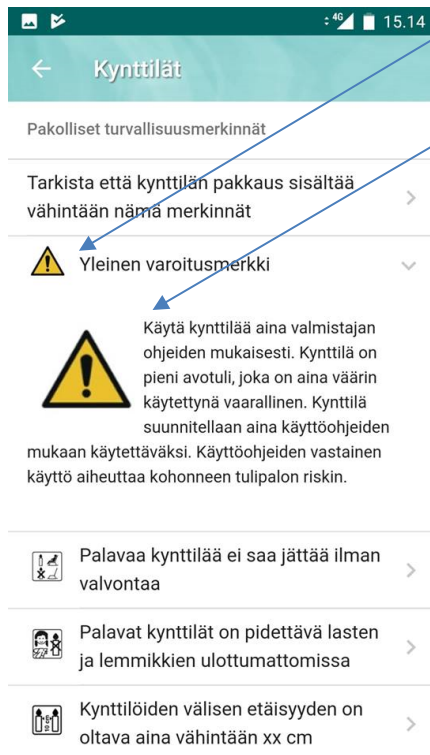 4G 15.14
Kynttilät
Pakolliset turvallisuusmerkinnät
Tarkista että kynttilän pakkaus sisältää
vähintään nämä merkinnät
Yleinen varoitusmerkki
Käytä kynttilää aina valmistajan
ohjeiden mukaisesti. Kynttilä on
pieni avotuli, joka on aina väärin
käytettynä vaarallinen. Kynttilä
suunnitellaan aina käyttöohjeiden
mukaan käytettäväksi. Käyttöohjeiden vastainen
käyttö aiheuttaa kohonneen tulipalon riskin.
Palavaa kynttilää ei saa jättää ilman
valvontaa
Palavat kynttilät on pidettävä lasten
ja lemmikkien ulottumattomissa
Kynttilöiden välisen etäisyyden on
oltava aina vähintään xx cm